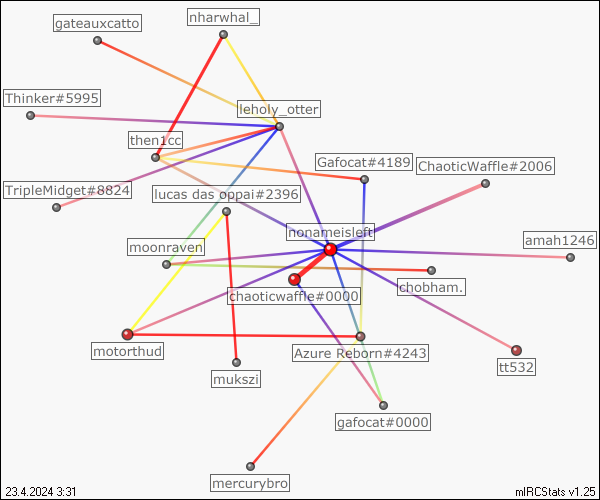 nharwhal_
gateauxcatto
Thinker#5995
leholy_otter
then1cc
Gafocat#4189
ChaoticWaffle#2006
TripleMidget#8824
lucas das oppai#2396
nonameisleft
moonraven
amah1246
chobham.
chaoticwaffle#0000
motorthud
Azure Reborn#4243
tt532
mukszi
gafocat#0000
mercurybro
23.4.2024 3:31
mIRCStats v1.25